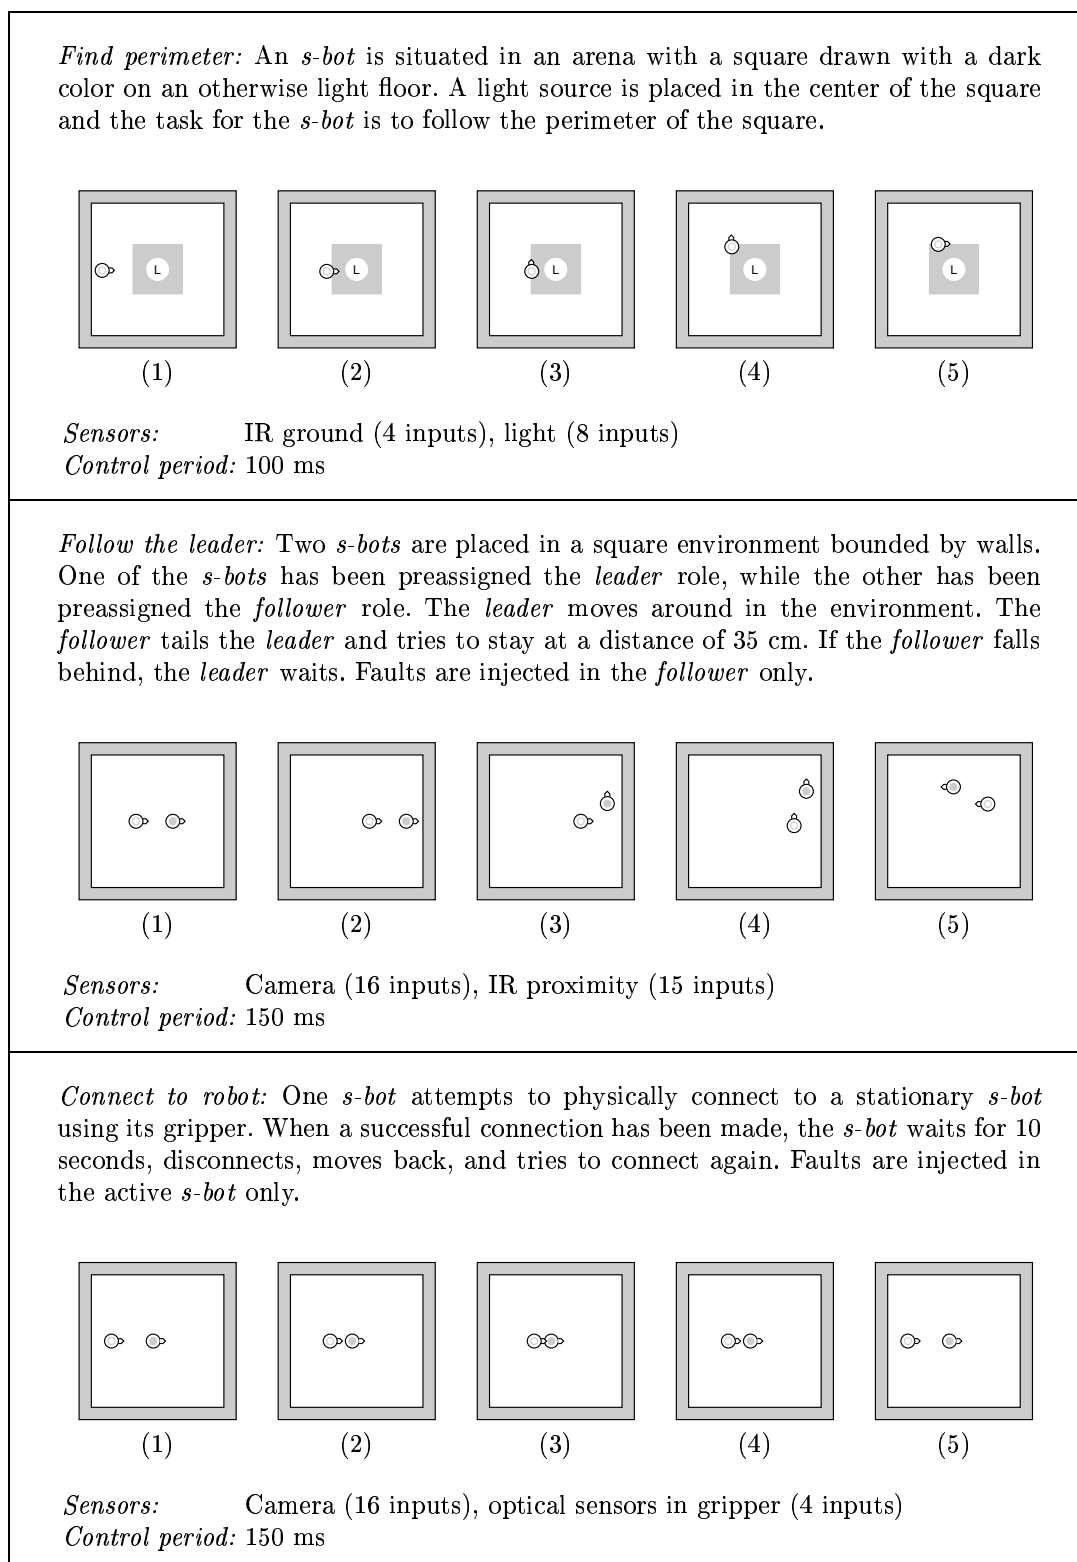 Find perimeter: An s-bot is situated in an arena with a square drawn with a dark
color on an otherwise light floor. A light source is placed in the center of the square
and the task for the s-bot is to follow the perimeter of the square.
L L L L L
(1) (2) (3) (4) (5)
Sensors: IR ground (4 inputs), light (8 inputs)
Control period: 100 ms
Follow the leader: Two s-bots are placed in a square environment bounded by walls.
One of the s-bots has been preassigned the leader role, while the other has been
preassigned the follower role. The leader moves around in the environment. The
follower tails the leader and tries to stay at a distance of 35 cm. If the follower falls
behind, the leader waits. Faults are injected in the follower only.
(1) (2) (3) (4) (5)
Sensors: Camera (16 inputs), IR proximity (15 inputs)
Control period: 150 ms
Connect to robot: One s-bot attempts to physically connect to a stationary s-bot
using its gripper. When a successful connection has been made, the s-bot waits for 10
seconds, disconnects, moves back, and tries to connect again. Faults are injected in
the active s-bot only.
(1) (2) (3) (4) (5)
Sensors: Camera (16 inputs), optical sensors in gripper (4 inputs)
Control period: 150 ms